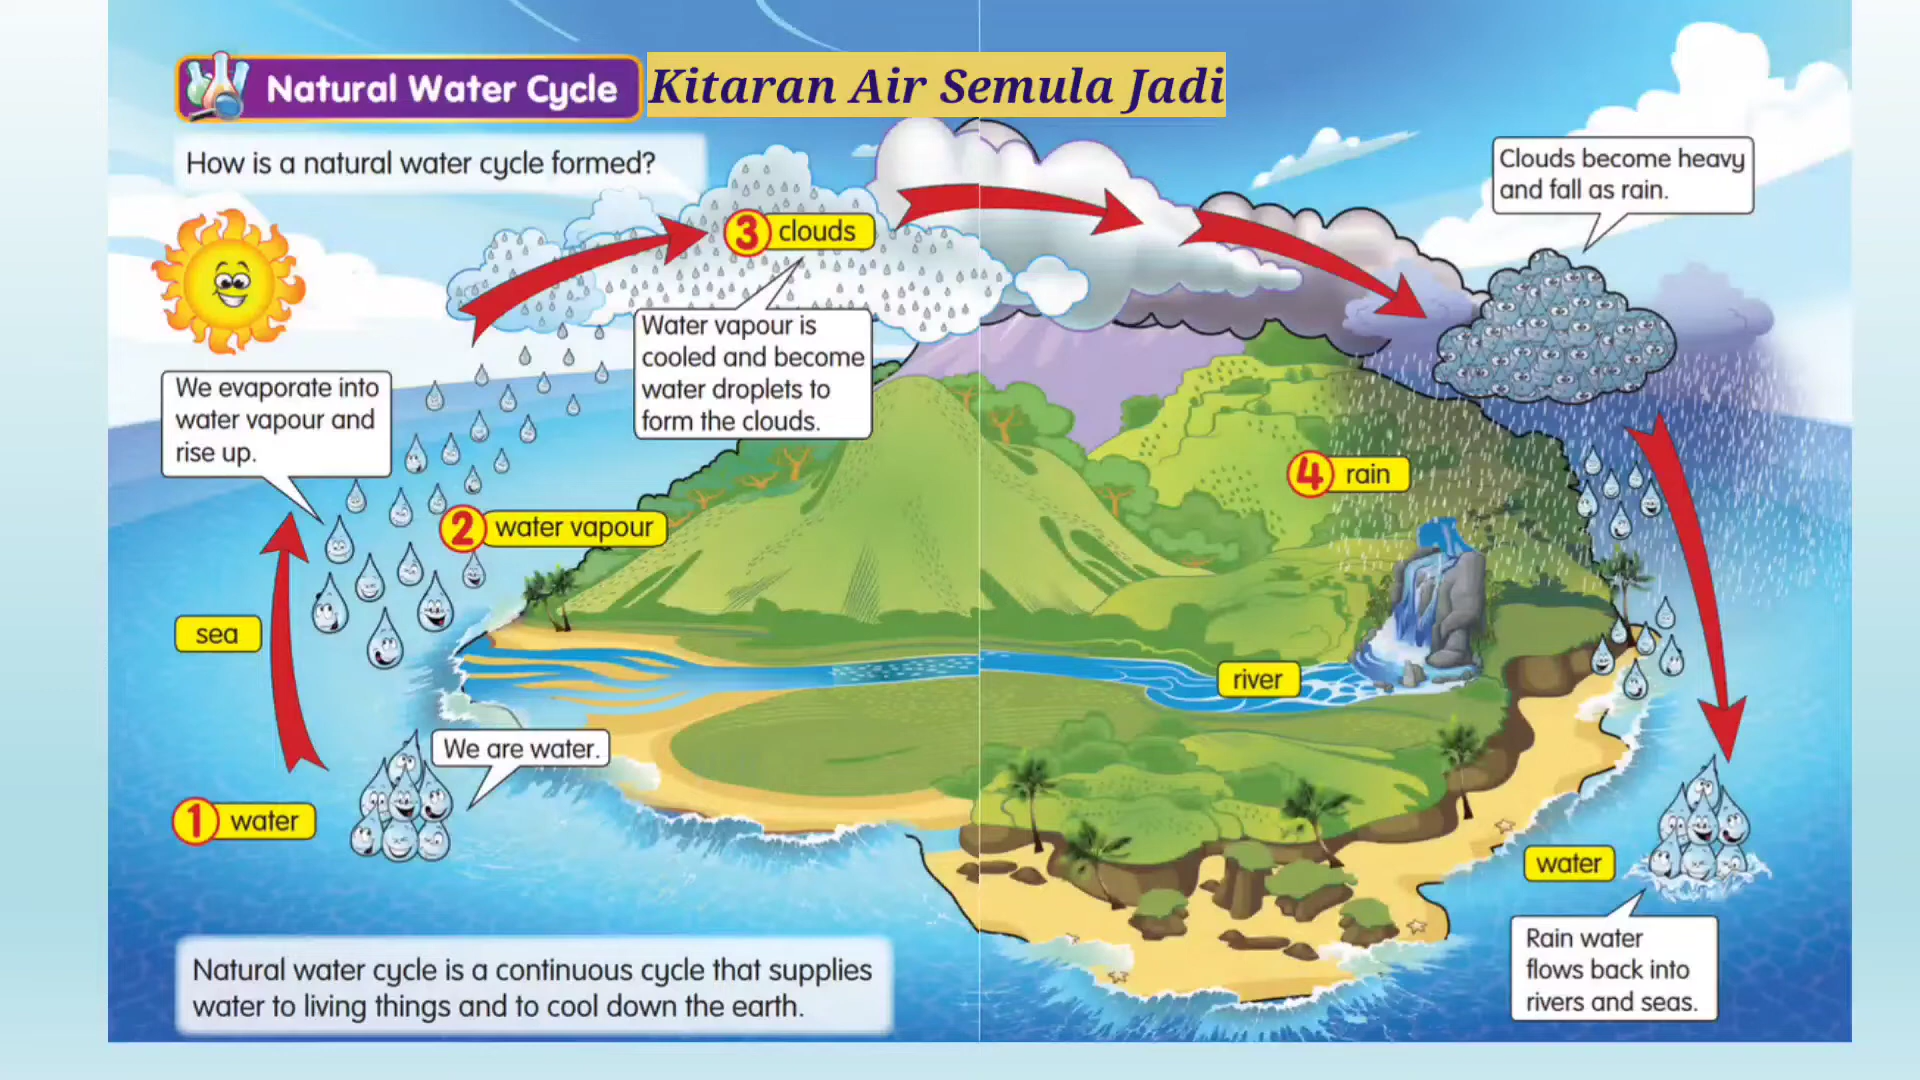 Natural Water Cycle
Kitaran Air Semula Jadi
How is a natural water cycle formed?
Clouds become heavy
and fall as rain.
3 clouds
Water vapour is
cooled and become
water droplets to
form the clouds.
We evaporate into
water vapour and
rise up.
4 rain
2 water vapour
sea
river
We are water.
1 water
water
Rain water
flows back into
rivers and seas.
Natural water cycle is a continuous cycle that supplies
water to living things and to cool down the earth.